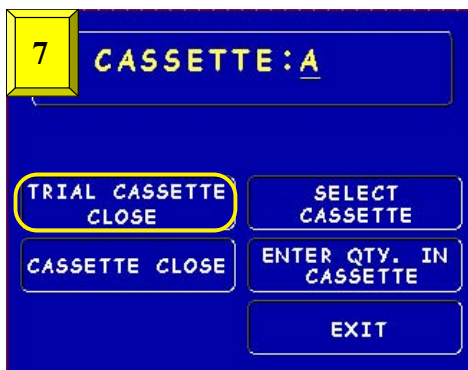 7
CASSETTE:A
TRIAL CASSETTE
CLOSE
SELECT
CASSETTE
CASSETTE CLOSE
ENTER QTY. IN
CASSETTE
EXIT